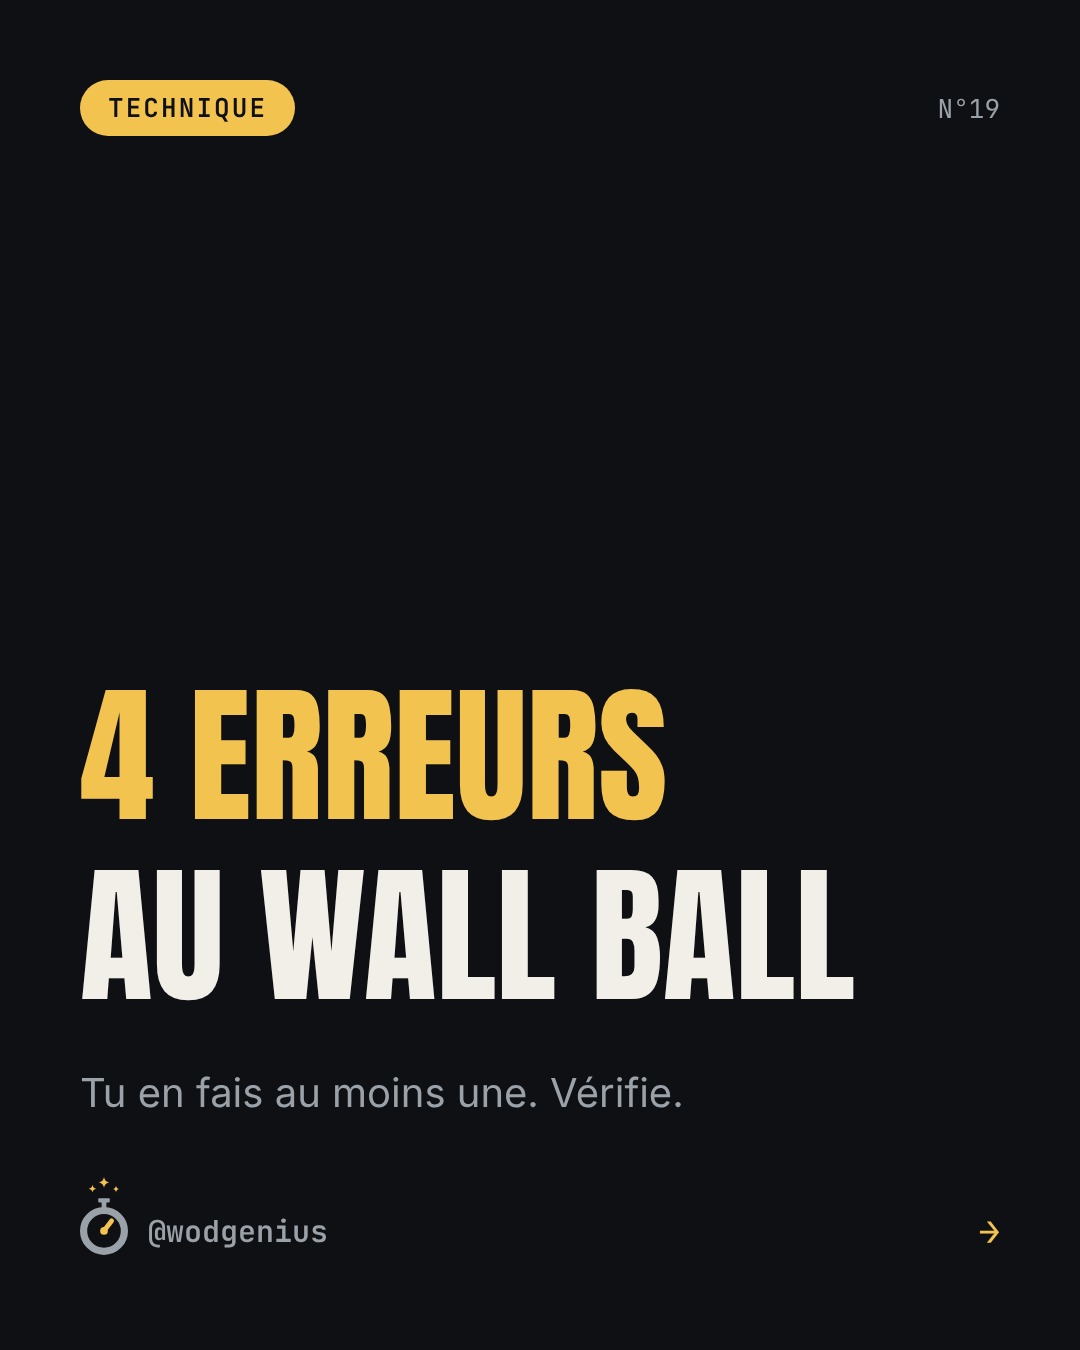 TECHNIQUE
N°19
4 ERREURS
AU WALL BALL
Tu en fais au moins une. Vérifie.
@wodgenius
→